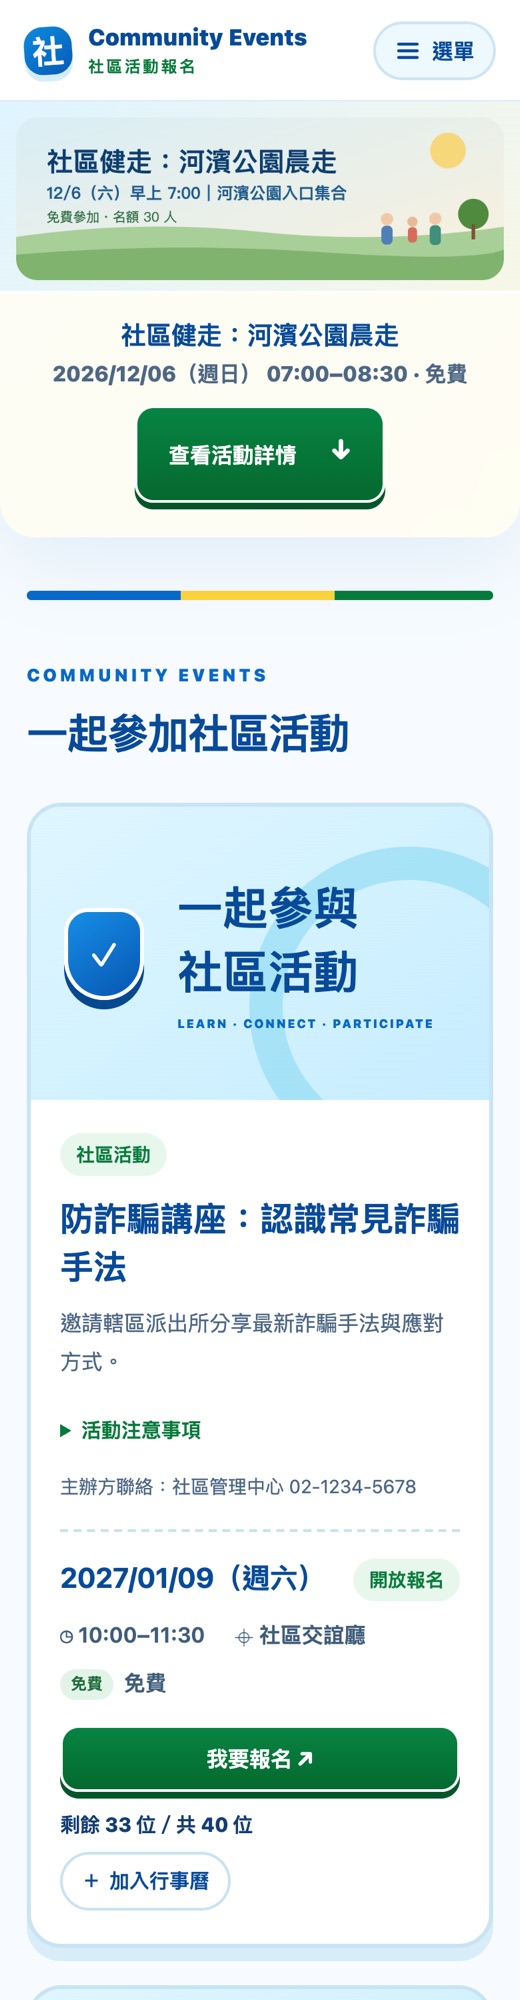 社
Community Events
社區活動報名
選單
社區健走：河濱公園晨走
12/6（六）早上 7:00｜河濱公園入口集合
免費參加・名額 30 人
社區健走：河濱公園晨走
2026/12/06（週日） 07:00–08:30 · 免費
查看活動詳情 ↓
COMMUNITY EVENTS
一起參加社區活動
一起參與
社區活動
LEARN · CONNECT · PARTICIPATE
社區活動
防詐騙講座：認識常見詐騙
手法
邀請轄區派出所分享最新詐騙手法與應對
方式。
▶ 活動注意事項
主辦方聯絡：社區管理中心 02-1234-5678
2027/01/09（週六） 開放報名
◷ 10:00–11:30 ⌖ 社區交誼廳
免費 免費
我要報名 ↗
剩餘 33 位 / 共 40 位
＋ 加入行事曆